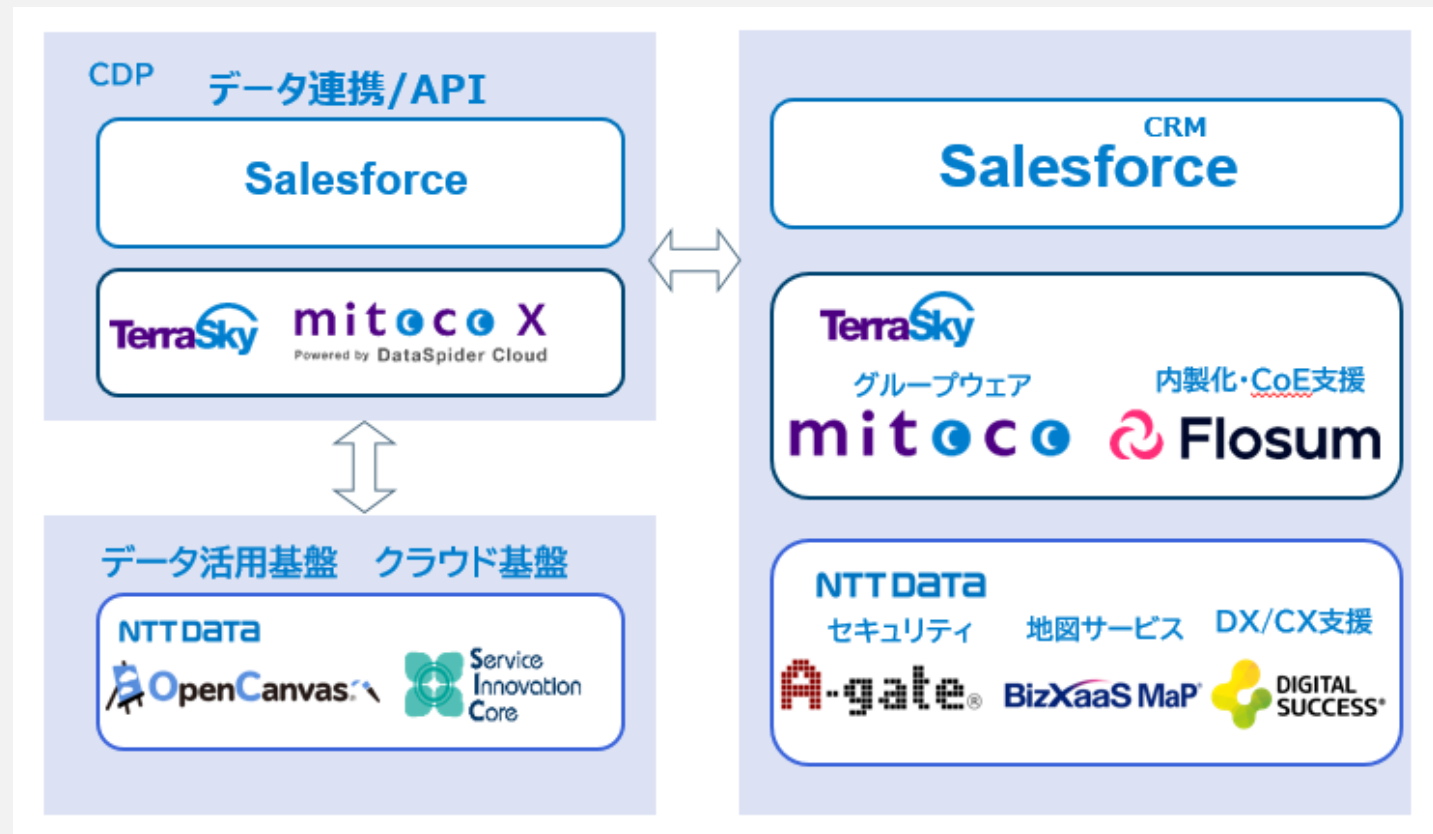 CDP
データ連携/API
Salesforce
TerraSky
mitoco X
Powered by DataSpider Cloud
データ活用基盤 クラウド基盤
NTT DATA
OpenCanvas
Service
Innovation
Core
CRM
Salesforce
TerraSky
グループウェア
内製化・CoE支援
mitoco
Flosum
NTT DATA
セキュリティ
地図サービス
DX/CX支援
A-gate®
BizXaaS MaP®
DIGITAL
SUCCESS®